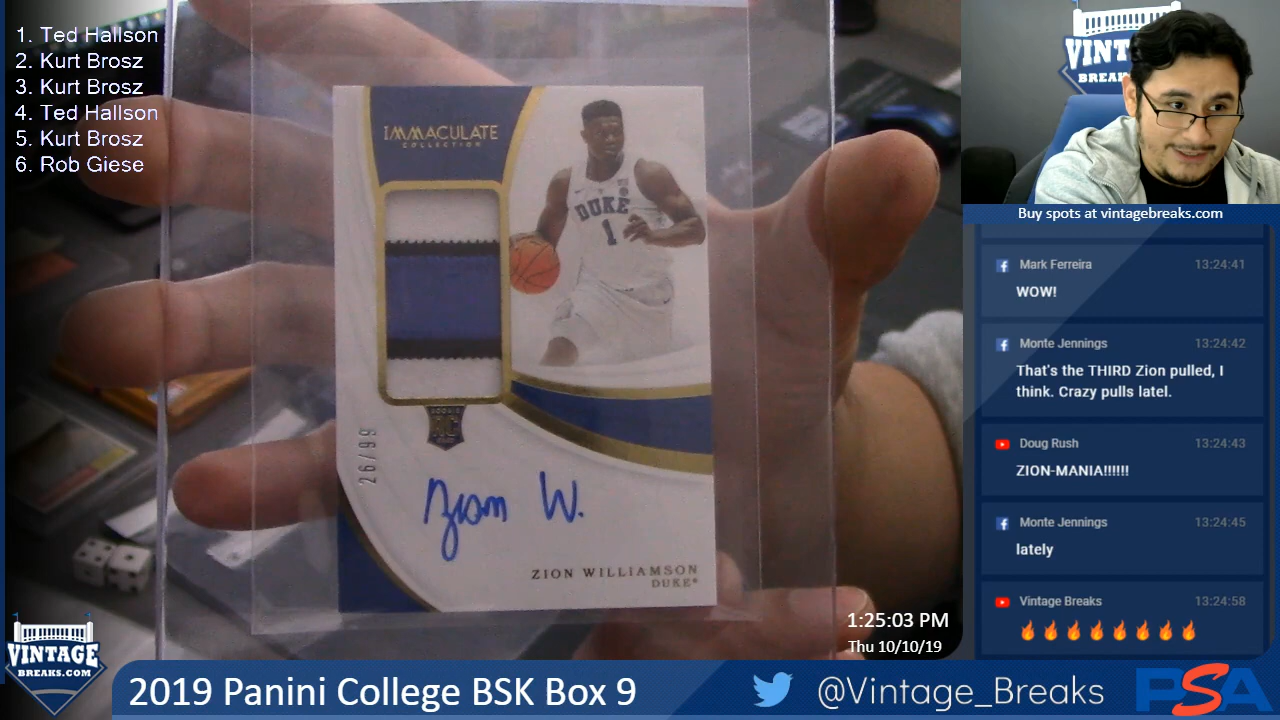 1. Ted Hallson
2. Kurt Brosz
3. Kurt Brosz
4. Ted Hallson
5. Kurt Brosz
6. Rob Giese
IMMACULATE
COLLECTION
DUKE
1
RC
26/99
Zion W.
ZION WILLIAMSON
DUKE®
VINTAGE
BREAKS.COM
1:25:03 PM
Thu 10/10/19
2019 Panini College BSK Box 9
@Vintage_Breaks
PSA
Buy spots at vintagebreaks.com
Mark Ferreira
13:24:41
WOW!
Monte Jennings
13:24:42
That's the THIRD Zion pulled, I
think. Crazy pulls latel.
Doug Rush
13:24:43
ZION-MANIA!!!!!!
Monte Jennings
13:24:45
lately
Vintage Breaks
13:24:58
🔥🔥🔥🔥🔥🔥🔥🔥